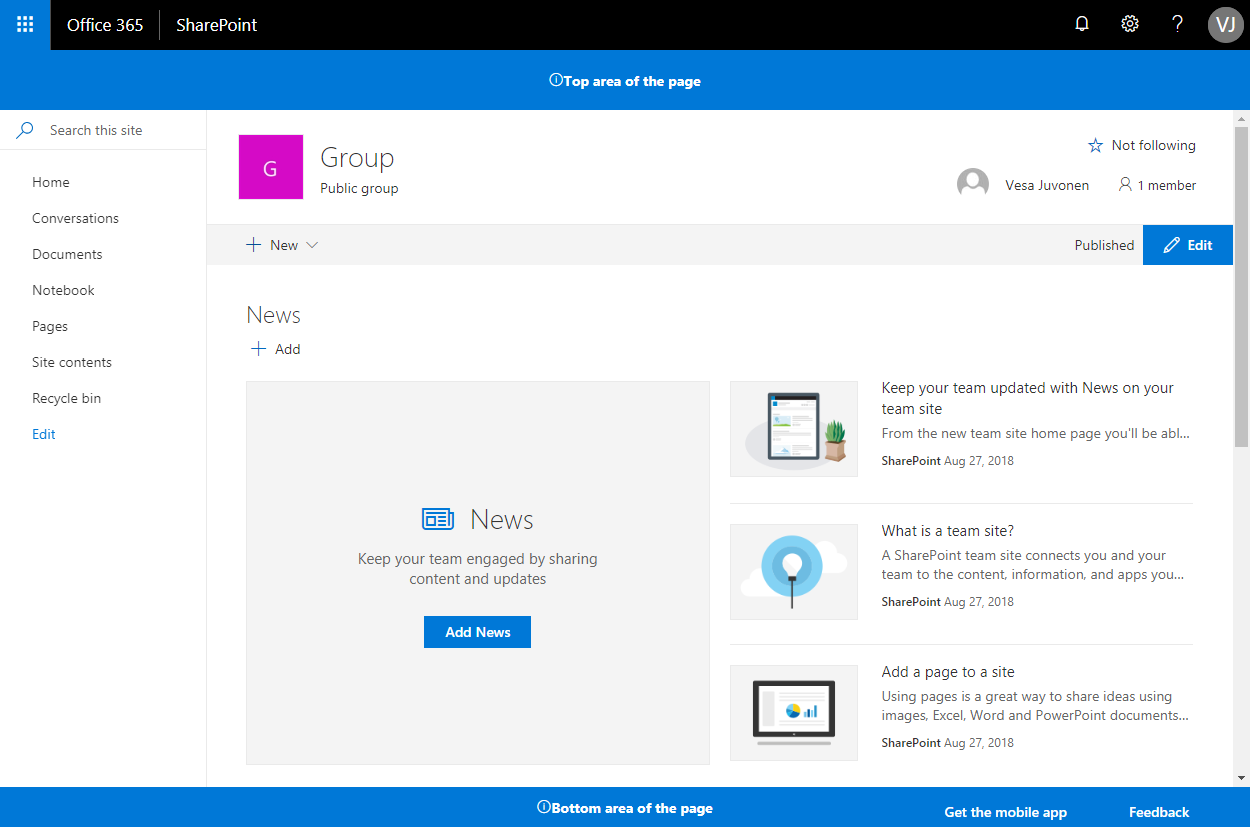 Office 365
SharePoint
VJ
Top area of the page
Search this site
Home
Conversations
Documents
Notebook
Pages
Site contents
Recycle bin
Edit
G
Group
Public group
Not following
Vesa Juvonen
1 member
New
Published
Edit
News
Add
News
Keep your team engaged by sharing
content and updates
Add News
Keep your team updated with News on your
team site
From the new team site home page you'll be abl...
SharePoint Aug 27, 2018
What is a team site?
A SharePoint team site connects you and your
team to the content, information, and apps you...
SharePoint Aug 27, 2018
Add a page to a site
Using pages is a great way to share ideas using
images, Excel, Word and PowerPoint documents...
SharePoint Aug 27, 2018
Bottom area of the page
Get the mobile app
Feedback